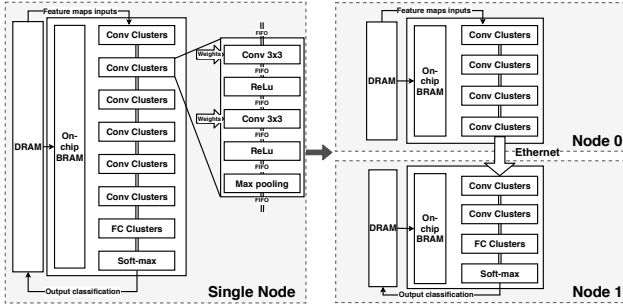 Feature maps inputs
DRAM
On-chip BRAM
Conv Clusters
Conv Clusters
Conv Clusters
Conv Clusters
Conv Clusters
Conv Clusters
FC Clusters
Soft-max
Output classification
FIFO
Weights
Conv 3x3
FIFO
ReLu
FIFO
Weights
Conv 3x3
FIFO
ReLu
FIFO
Max pooling
FIFO
Single Node
Feature maps inputs
DRAM
On-chip BRAM
Conv Clusters
Conv Clusters
Conv Clusters
Conv Clusters
Node 0
Ethernet
DRAM
On-chip BRAM
Conv Clusters
Conv Clusters
FC Clusters
Soft-max
Output classification
Node 1